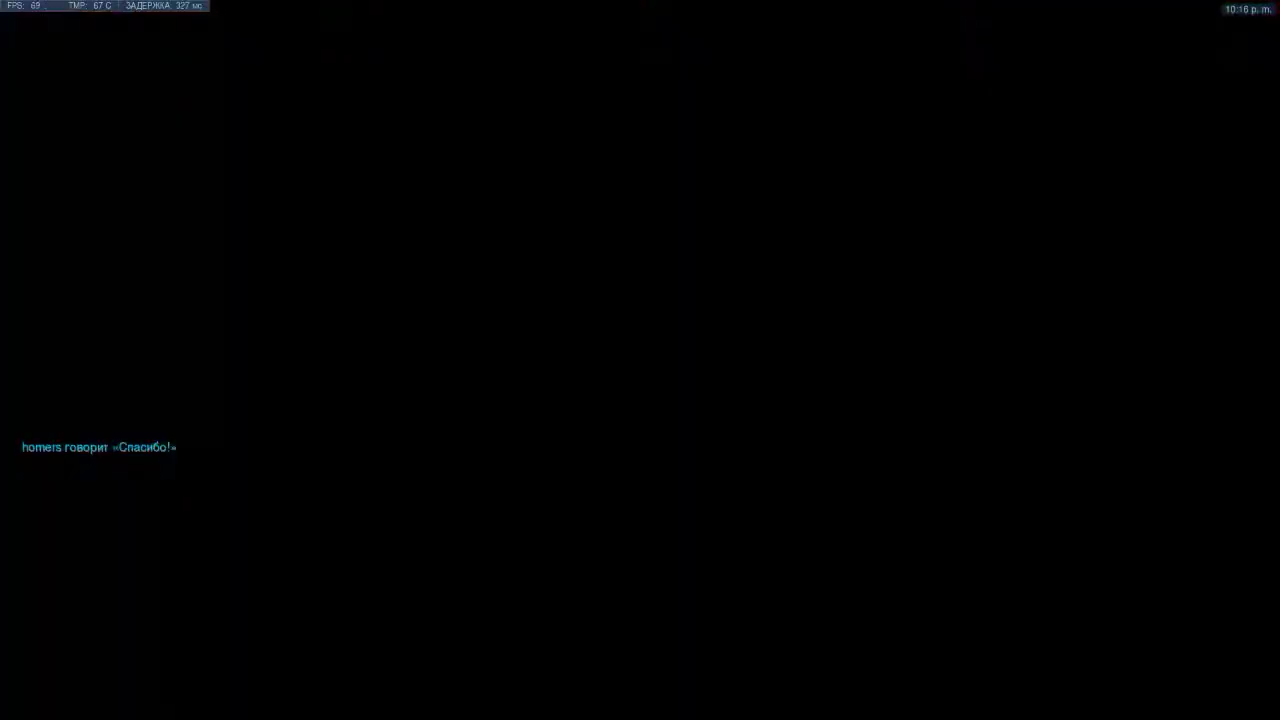 FPS: 69 TMP: 67 C | ЗАДЕРЖКА: 327 мс
10:16 p. m.
homers говорит «Спасибо!»